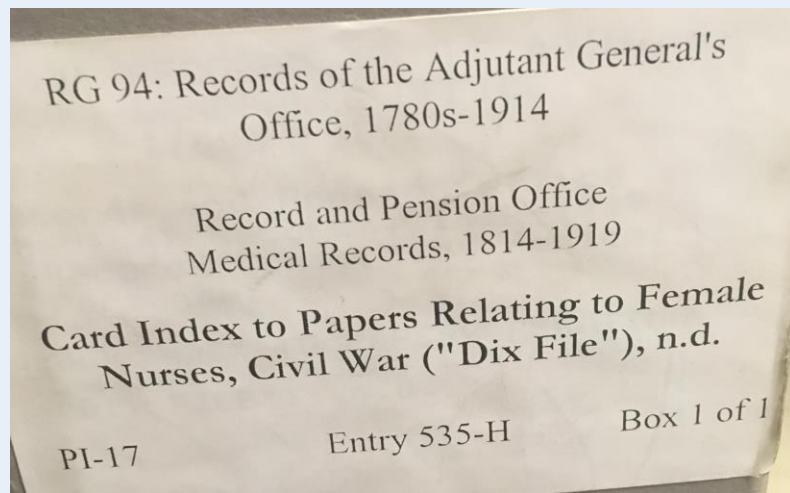 RG 94: Records of the Adjutant General's
Office, 1780s-1914
Record and Pension Office
Medical Records, 1814-1919
Card Index to Papers Relating to Female
Nurses, Civil War ("Dix File"), n.d.
PI-17 Entry 535-H Box 1 of 1